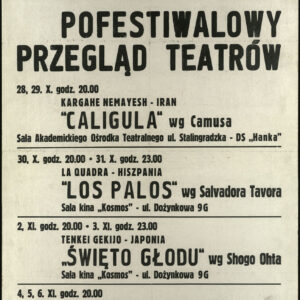 POFESTIWALOWY
PRZEGLĄD TEATRÓW
28, 29. X. godz. 20.00
KARGAHE NEMAYESH - IRAN
"CALIGULA" wg Camusa
Sala Akademickiego Ośrodka Teatralnego ul. Stalingradzka - DS „Hanka"
30, X. godz. 20.00 • 31 X. godz. 23.00
LA QUADRA - HISZPANIA
"LOS PALOS" wg Salvadora Tavora
Sala kina „Kosmos" - ul. Dożynkowa 9G
2, XI. godz. 20.00 • 3. XI. godz. 23.00
TENKEI GEKIJO - JAPONIA
„ŚWIĘTO GŁODU" wg Shogo Ohta
Sala kina „Kosmos" - ul. Dożynkowa 9G
4, 5, 6, XI. godz. 20.00